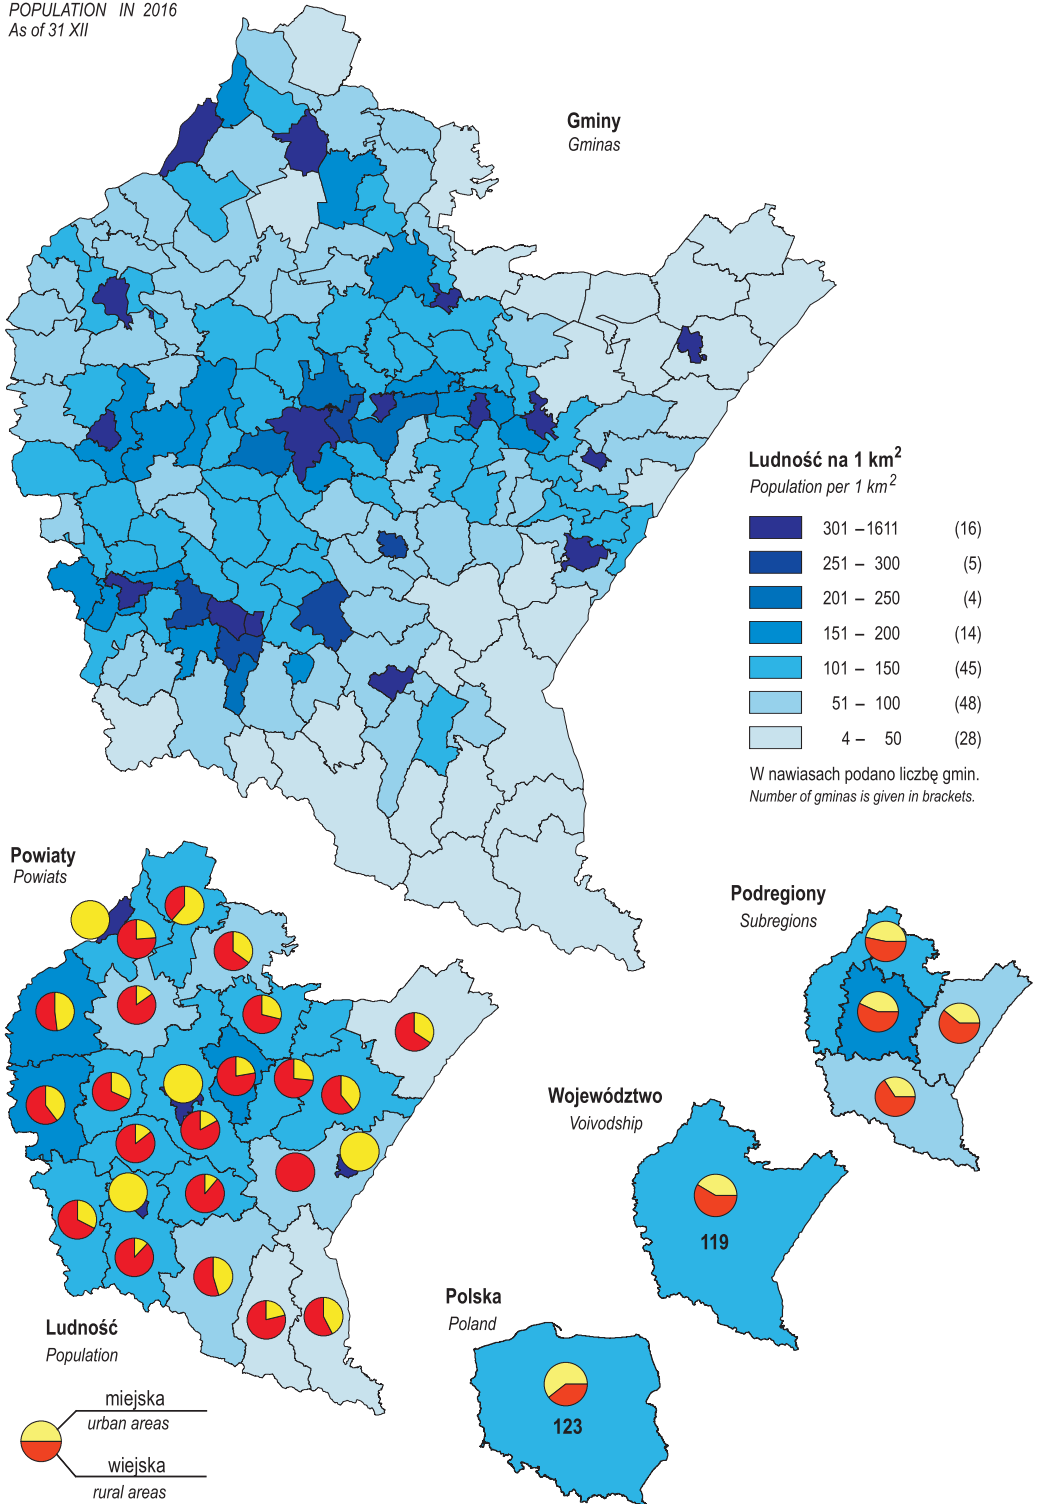 POPULATION IN 2016
As of 31 XII
Gminy
Gminas
Ludność na 1 km²
Population per 1 km²
301 – 1611 (16)
251 – 300 (5)
201 – 250 (4)
151 – 200 (14)
101 – 150 (45)
51 – 100 (48)
4 – 50 (28)
W nawiasach podano liczbę gmin.
Number of gminas is given in brackets.
Powiaty
Powiats
Podregiony
Subregions
Województwo
Voivodship
119
Polska
Poland
123
Ludność
Population
miejska
urban areas
wiejska
rural areas